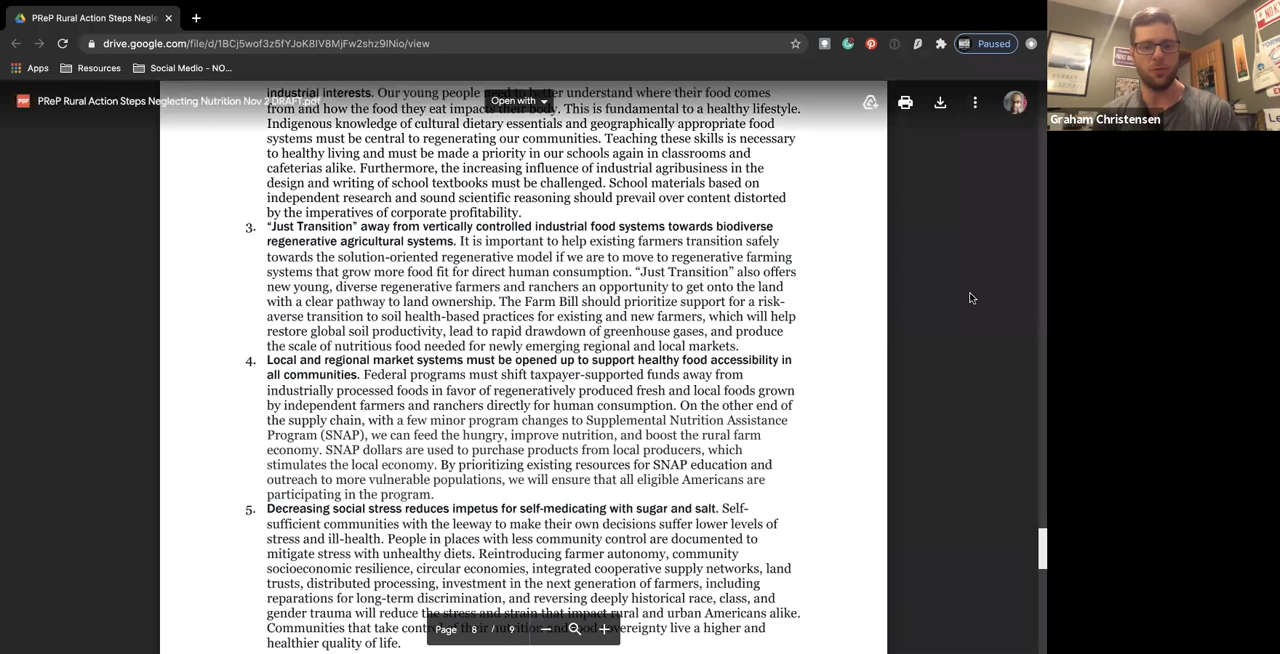 PReP Rural Action Steps Negle
drive.google.com/file/d/1BCj5wof3z5fYJoK8IV8MjFw2shz9INio/view
Paused
Apps
Resources
Social Medio - NO...
PReP Rural Action Steps Neglecting Nutrition Nov 2 DRAFT.pdf
Open with
Graham Christensen
industrial interests. Our young people need to better understand where their food comes
from and how the food they eat impacts their body. This is fundamental to a healthy lifestyle.
Indigenous knowledge of cultural dietary essentials and geographically appropriate food
systems must be central to regenerating our communities. Teaching these skills is necessary
to healthy living and must be made a priority in our schools again in classrooms and
cafeterias alike. Furthermore, the increasing influence of industrial agribusiness in the
design and writing of school textbooks must be challenged. School materials based on
independent research and sound scientific reasoning should prevail over content distorted
by the imperatives of corporate profitability.
3. “Just Transition” away from vertically controlled industrial food systems towards biodiverse
regenerative agricultural systems. It is important to help existing farmers transition safely
towards the solution-oriented regenerative model if we are to move to regenerative farming
systems that grow more food fit for direct human consumption. “Just Transition” also offers
new young, diverse regenerative farmers and ranchers an opportunity to get onto the land
with a clear pathway to land ownership. The Farm Bill should prioritize support for a risk-
averse transition to soil health-based practices for existing and new farmers, which will help
restore global soil productivity, lead to rapid drawdown of greenhouse gases, and produce
the scale of nutritious food needed for newly emerging regional and local markets.
4. Local and regional market systems must be opened up to support healthy food accessibility in
all communities. Federal programs must shift taxpayer-supported funds away from
industrially processed foods in favor of regeneratively produced fresh and local foods grown
by independent farmers and ranchers directly for human consumption. On the other end of
the supply chain, with a few minor program changes to Supplemental Nutrition Assistance
Program (SNAP), we can feed the hungry, improve nutrition, and boost the rural farm
economy. SNAP dollars are used to purchase products from local producers, which
stimulates the local economy. By prioritizing existing resources for SNAP education and
outreach to more vulnerable populations, we will ensure that all eligible Americans are
participating in the program.
5. Decreasing social stress reduces impetus for self-medicating with sugar and salt. Self-
sufficient communities with the leeway to make their own decisions suffer lower levels of
stress and ill-health. People in places with less community control are documented to
mitigate stress with unhealthy diets. Reintroducing farmer autonomy, community
socioeconomic resilience, circular economies, integrated cooperative supply networks, land
trusts, distributed processing, investment in the next generation of farmers, including
reparations for long-term discrimination, and reversing deeply historical race, class, and
gender trauma will reduce the stress and strain that impact rural and urban Americans alike.
Communities that take control of their nutrition and food sovereignty live a higher and
healthier quality of life.
Page 8 / 9